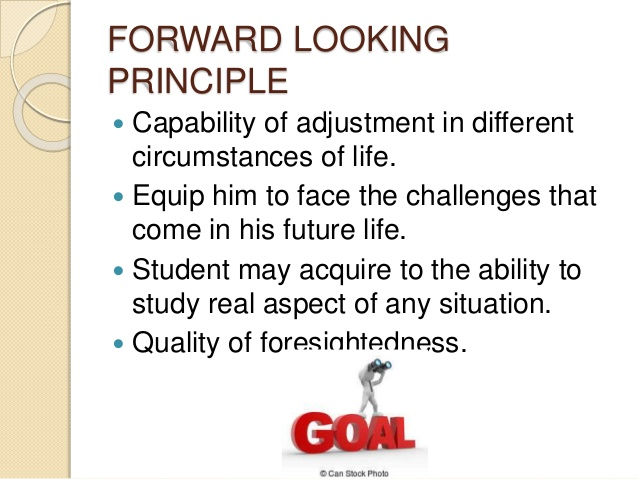 FORWARD LOOKING
PRINCIPLE
Capability of adjustment in different
circumstances of life.
Equip him to face the challenges that
come in his future life.
Student may acquire to the ability to
study real aspect of any situation.
Quality of foresightedness.
GOAL
© Can Stock Photo